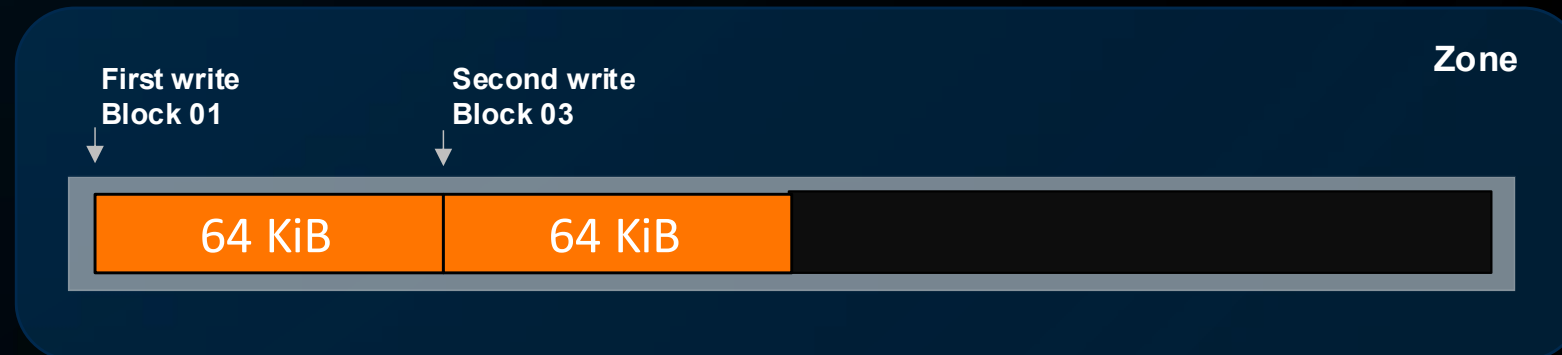 Zone
First write
Block 01
Second write
Block 03
64 KiB
64 KiB